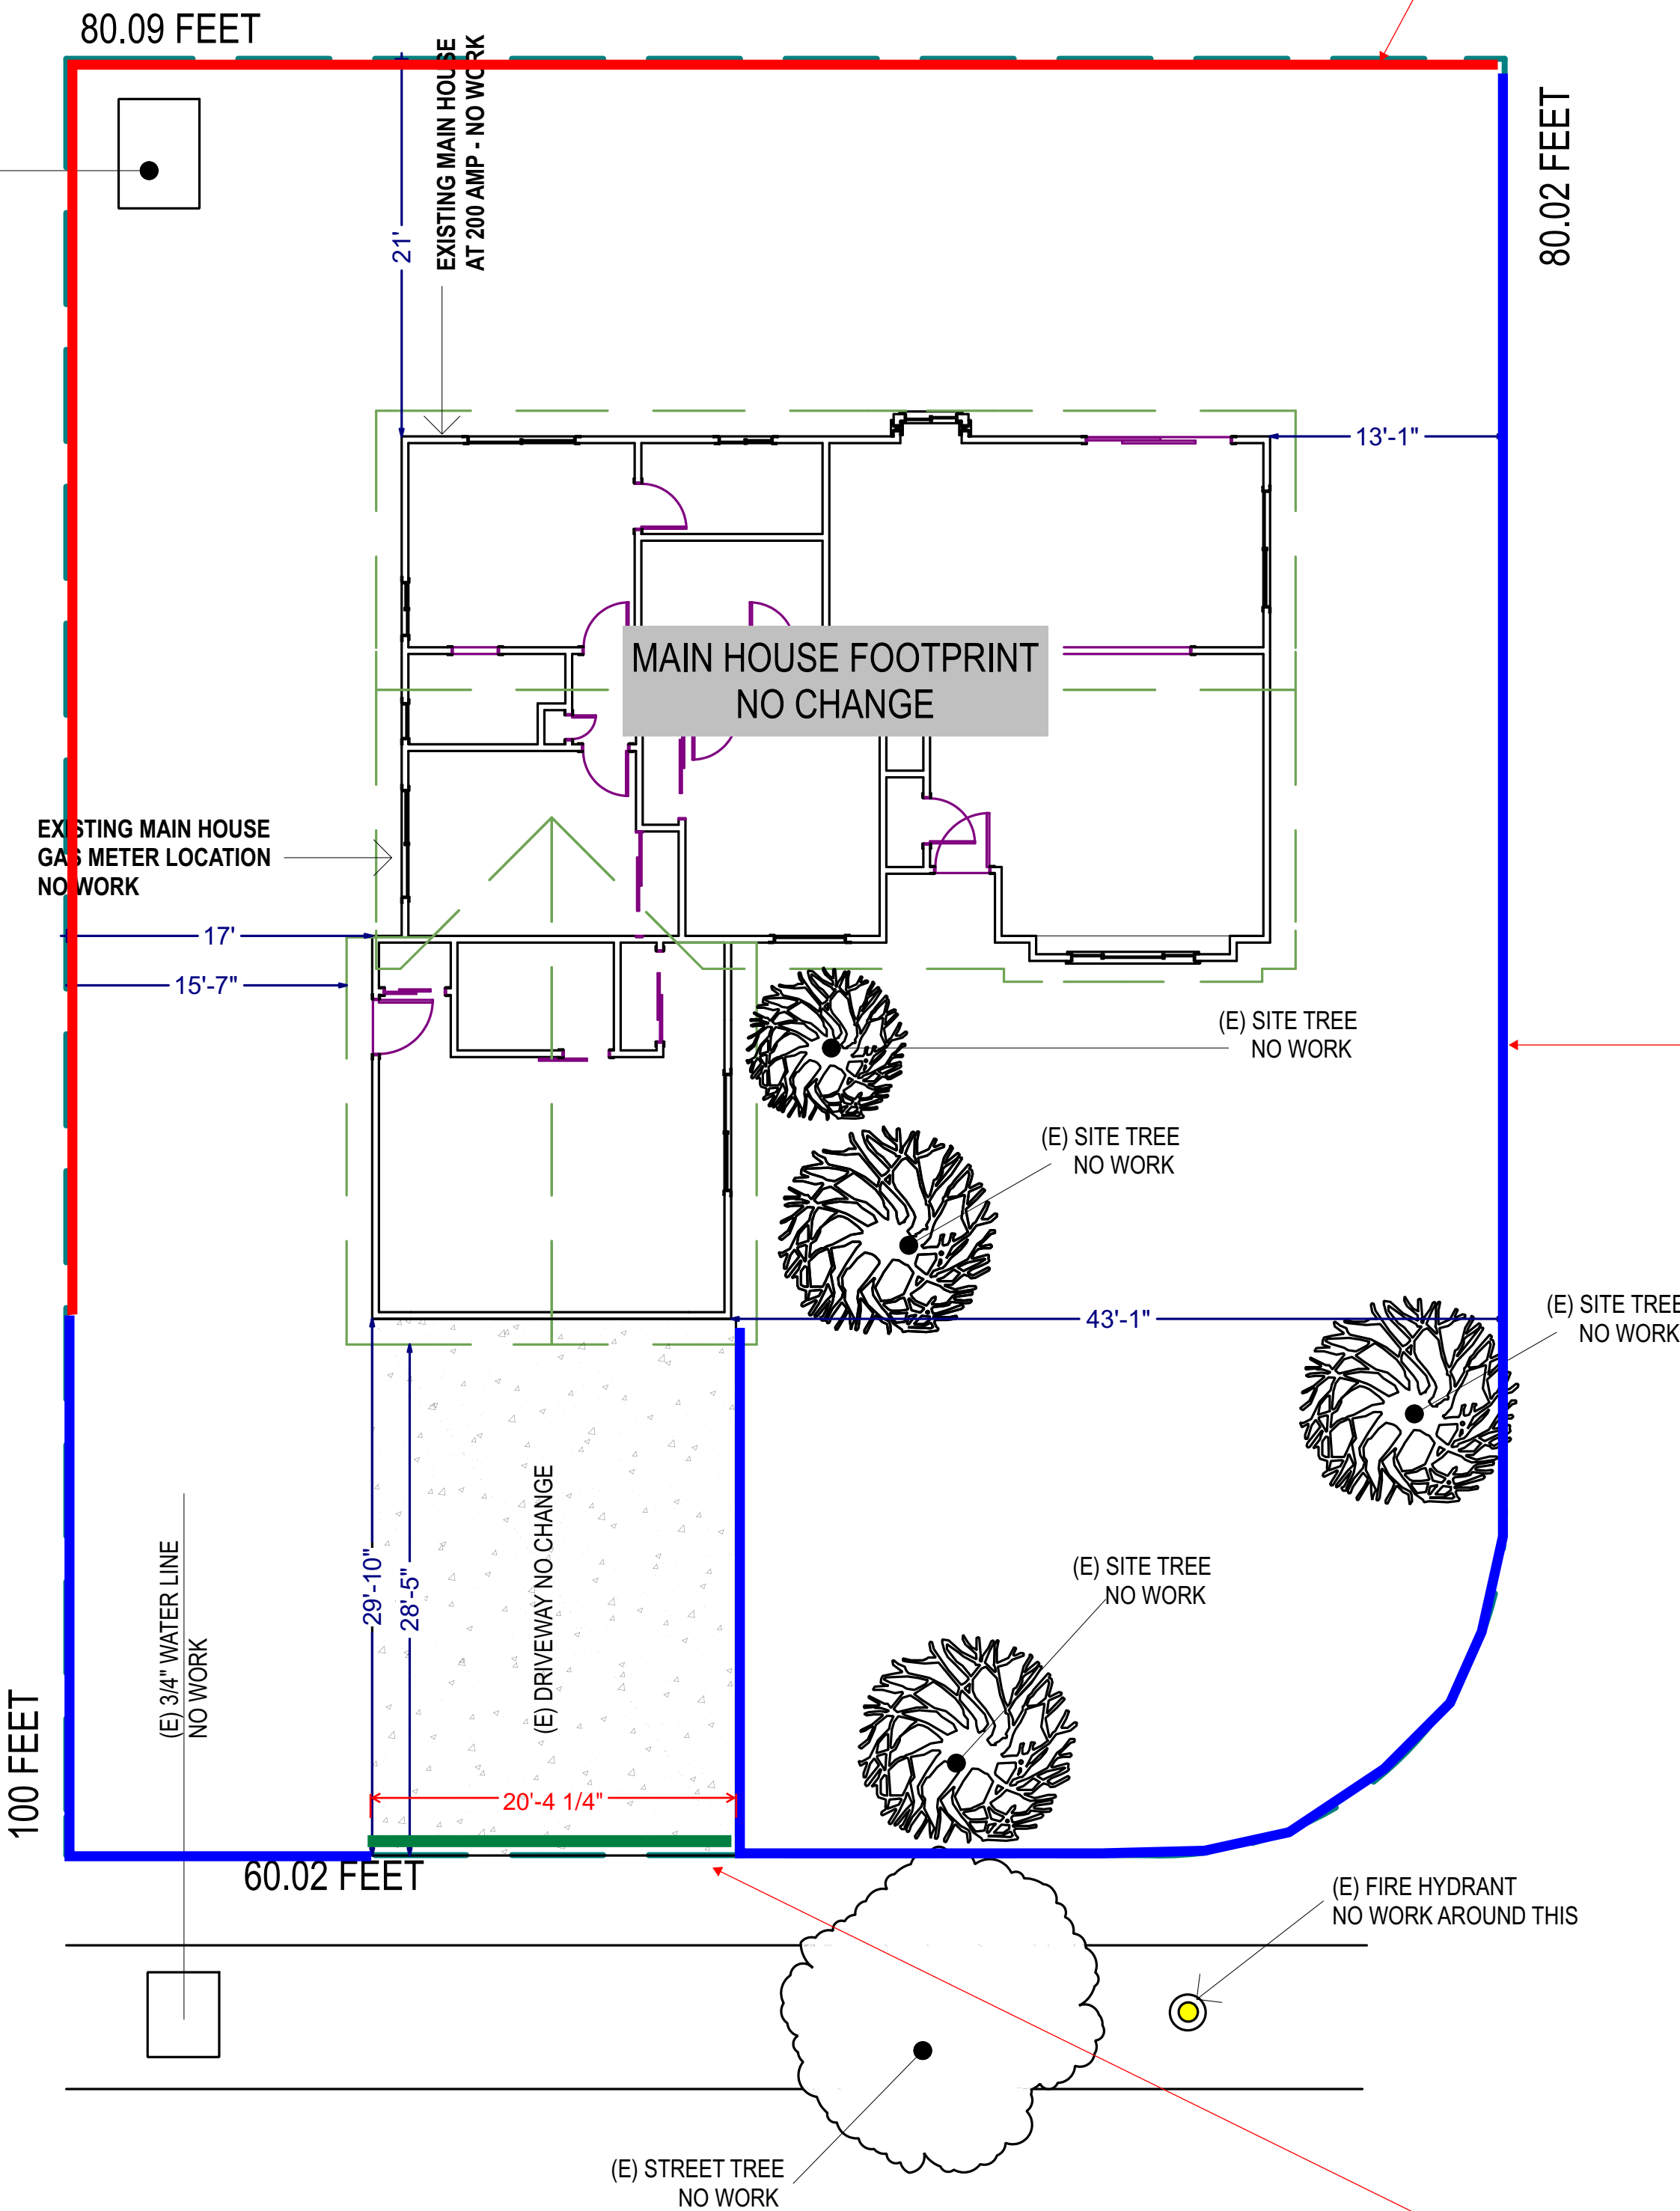 80.09 FEET
EXISTING MAIN HOUSE
AT 200 AMP - NO WORK
80.02 FEET
21'
13'-1"
MAIN HOUSE FOOTPRINT
NO CHANGE
EXISTING MAIN HOUSE
GAS METER LOCATION
NO WORK
17'
15'-7"
(E) SITE TREE
NO WORK
(E) SITE TREE
NO WORK
43'-1"
(E) SITE TREE
NO WORK
29'-10"
28'-5"
(E) DRIVEWAY NO CHANGE
(E) 3/4" WATER LINE
NO WORK
(E) SITE TREE
NO WORK
100 FEET
20'-4 1/4"
60.02 FEET
(E) FIRE HYDRANT
NO WORK AROUND THIS
(E) STREET TREE
NO WORK